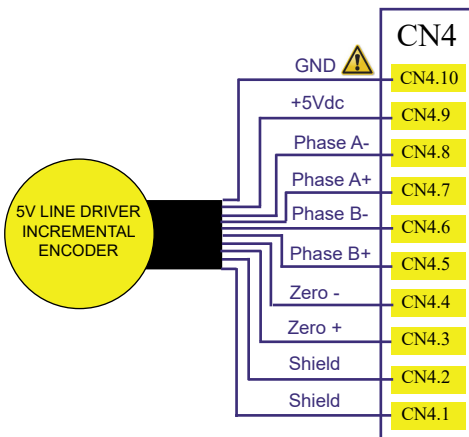 CN4
GND
CN4.10
+5Vdc
CN4.9
Phase A-
CN4.8
Phase A+
CN4.7
Phase B-
CN4.6
Phase B+
CN4.5
Zero -
CN4.4
Zero +
CN4.3
Shield
CN4.2
Shield
CN4.1
5V LINE DRIVER
INCREMENTAL
ENCODER